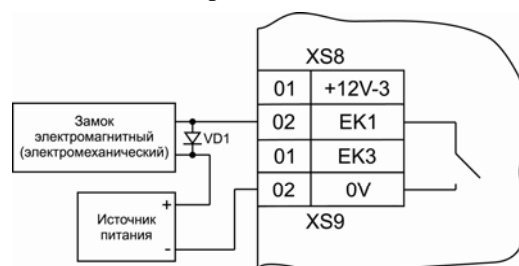 XS8
01 +12V-3
02 EK1
01 EK3
02 0V
XS9
Замок
электромагнитный
(электромеханический)
VD1
Источник
питания
+
-